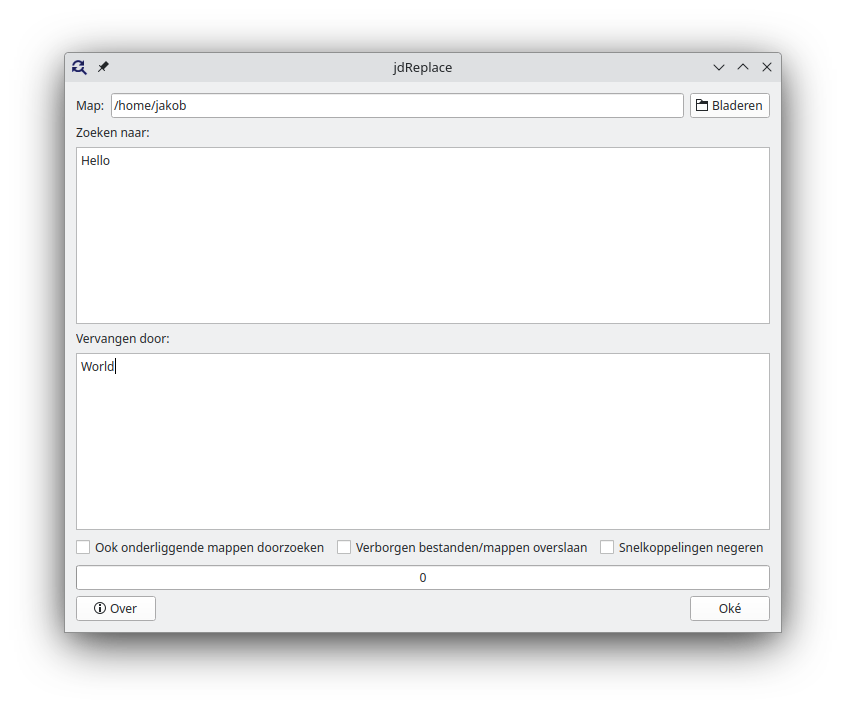 jdReplace
Map: /home/jakob Bladeren
Zoeken naar:
Hello
Vervangen door:
World
Ook onderliggende mappen doorzoeken Verborgen bestanden/mappen overslaan Snelkoppelingen negeren
0
Over Oké